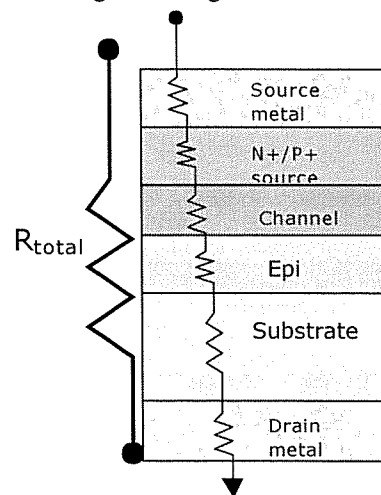 Source
metal
N+/P+
source
Channel
R_total
Epi
Substrate
Drain
metal